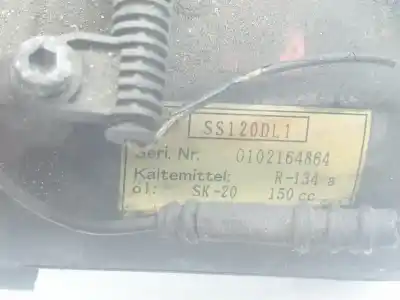 SS120DL1
Seri. Nr. 0102164864
Kaltemittel: R-134 a
öl: SK-20 150 cc